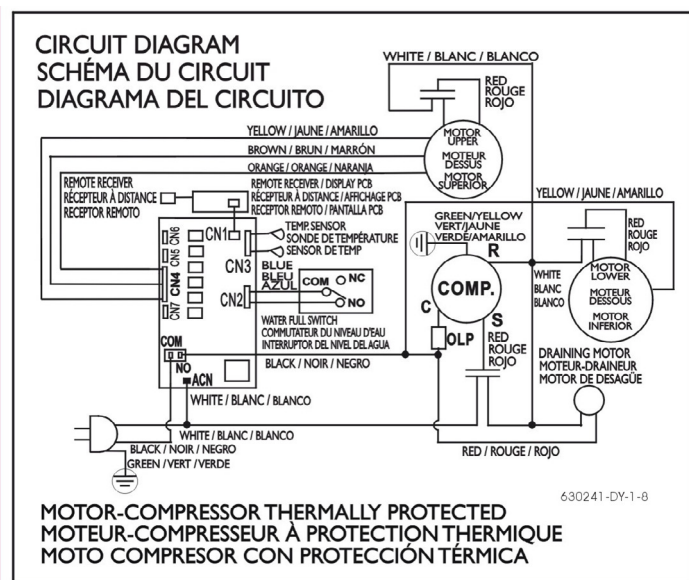 CIRCUIT DIAGRAM
SCHÉMA DU CIRCUIT
DIAGRAMA DEL CIRCUITO
WHITE / BLANC / BLANCO
RED
ROUGE
ROJO
YELLOW / JAUNE / AMARILLO
BROWN / BRUN / MARRÓN
ORANGE / ORANGE / NARANJA
MOTOR
UPPER
MOTEUR
DESSUS
MOTOR
SUPERIOR
REMOTE RECEIVER
RÉCEPTEUR À DISTANCE
RECEPTOR REMOTO
REMOTE RECEIVER / DISPLAY PCB
RÉCEPTEUR À DISTANCE / AFFICHAGE PCB
RECEPTOR REMOTO / PANTALLA PCB
YELLOW / JAUNE / AMARILLO
CN6
CN5
CN4
CN7
CN1
CN3
CN2
TEMP. SENSOR
SONDE DE TEMPÉRATURE
SENSOR DE TEMP
BLUE
BLEU
AZUL
COM
NC
NO
WATER FULL SWITCH
COMMUTATEUR DU NIVEAU D'EAU
INTERRUPTOR DEL NIVEL DEL AGUA
GREEN/YELLOW
VERT/JAUNE
VERDE/AMARILLO
R
COMP.
C
S
OLP
RED
ROUGE
ROJO
WHITE
BLANC
BLANCO
RED
ROUGE
ROJO
MOTOR
LOWER
MOTEUR
DESSOUS
MOTOR
INFERIOR
COM
NO
ACN
BLACK / NOIR / NEGRO
WHITE / BLANC / BLANCO
DRAINING MOTOR
MOTEUR-DRAINEUR
MOTOR DE DESAGÜE
WHITE / BLANC / BLANCO
BLACK / NOIR / NEGRO
GREEN / VERT / VERDE
RED / ROUGE / ROJO
630241-DY-1-8
MOTOR-COMPRESSOR THERMALLY PROTECTED
MOTEUR-COMPRESSEUR À PROTECTION THERMIQUE
MOTO COMPRESOR CON PROTECCIÓN TÉRMICA